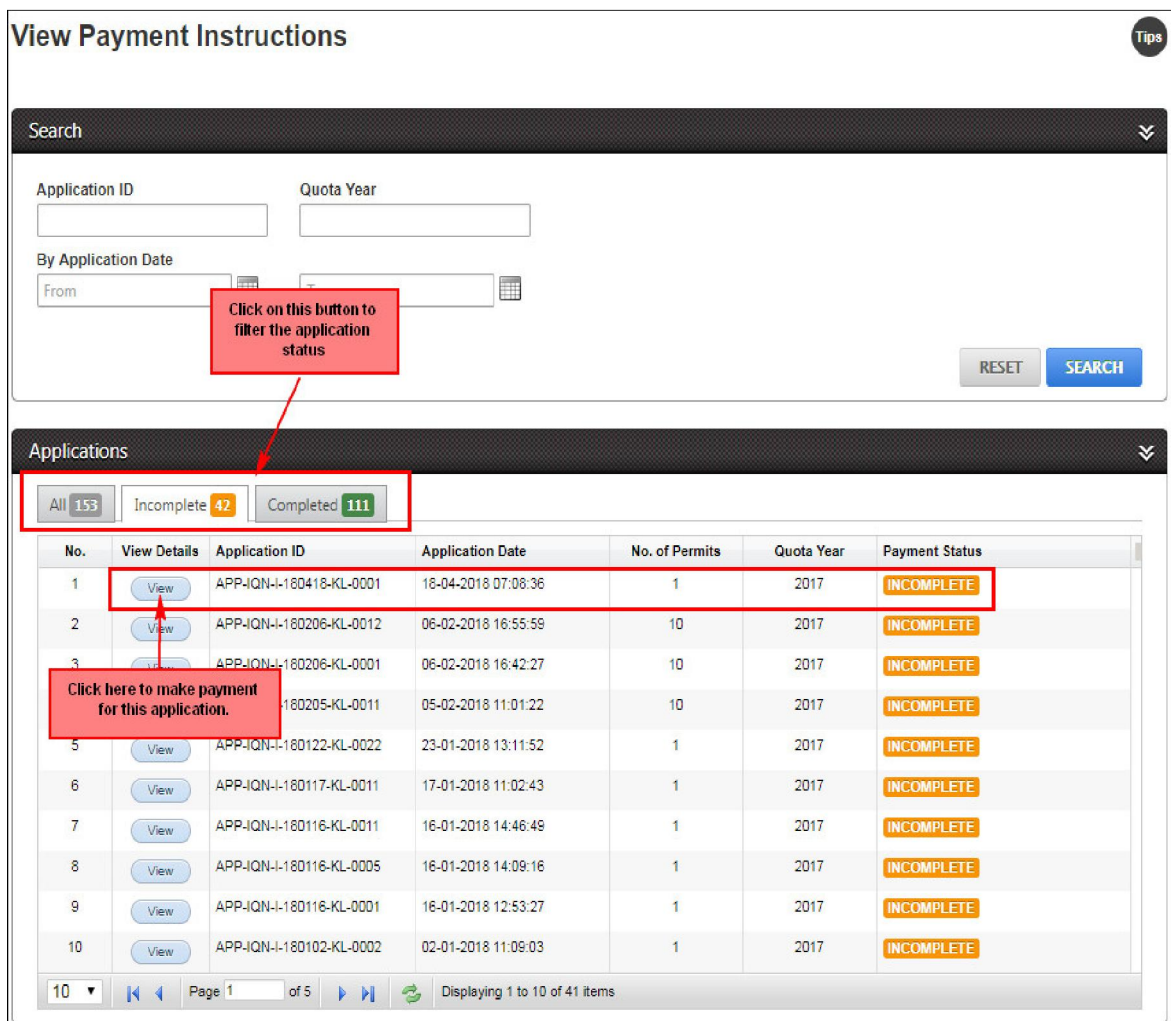 View Payment Instructions
Tips
Search
Application ID Quota Year
By Application Date
From
Click on this button to
filter the application
status
RESET SEARCH
Applications
All 153 Incomplete 42 Completed 111
No. View Details Application ID Application Date No. of Permits Quota Year Payment Status
1 View APP-IQN-I-180418-KL-0001 18-04-2018 07:08:36 1 2017 INCOMPLETE
2 View APP-IQN-I-180206-KL-0012 06-02-2018 16:55:59 10 2017 INCOMPLETE
3 APP-IQN-I-180206-KL-0001 06-02-2018 16:42:27 10 2017 INCOMPLETE
Click here to make payment
for this application.
-180205-KL-0011 05-02-2018 11:01:22 10 2017 INCOMPLETE
5 View APP-IQN-I-180122-KL-0022 23-01-2018 13:11:52 1 2017 INCOMPLETE
6 View APP-IQN-I-180117-KL-0011 17-01-2018 11:02:43 1 2017 INCOMPLETE
7 View APP-IQN-I-180116-KL-0011 16-01-2018 14:46:49 1 2017 INCOMPLETE
8 View APP-IQN-I-180116-KL-0005 16-01-2018 14:09:16 1 2017 INCOMPLETE
9 View APP-IQN-I-180116-KL-0001 16-01-2018 12:53:27 1 2017 INCOMPLETE
10 View APP-IQN-I-180102-KL-0002 02-01-2018 11:09:03 1 2017 INCOMPLETE
10 Page 1 of 5 Displaying 1 to 10 of 41 items